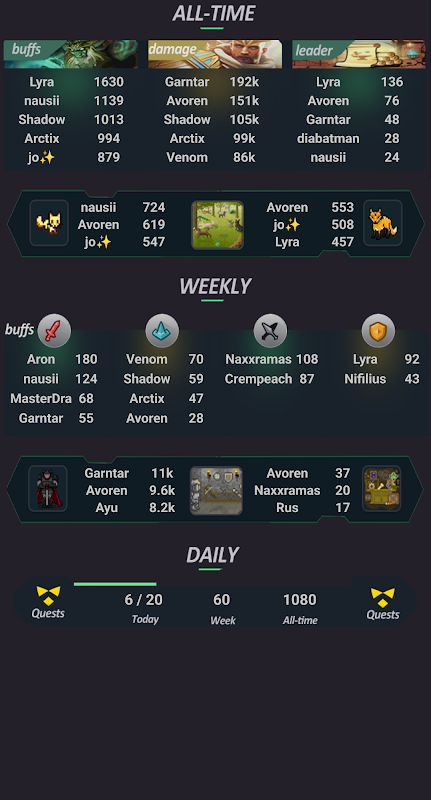 ALL-TIME
buffs damage leader
Lyra 1630 Garntar 192k Lyra 136
nausii 1139 Avoren 151k Avoren 76
Shadow 1013 Shadow 105k Garntar 48
Arctix 994 Arctix 99k diabatman 28
jo✨ 879 Venom 86k nausii 24
nausii 724 Avoren 553
Avoren 619 jo✨ 508
jo✨ 547 Lyra 457
WEEKLY
buffs
Aron 180 Venom 70 Naxxramas 108 Lyra 92
nausii 124 Shadow 59 Crempeach 87 Nifilius 43
MasterDra 68 Arctix 47
Garntar 55 Avoren 28
Garntar 11k Avoren 37
Avoren 9.6k Naxxramas 20
Ayu 8.2k Rus 17
DAILY
6 / 20 60 1080
Quests Today Week All-time Quests